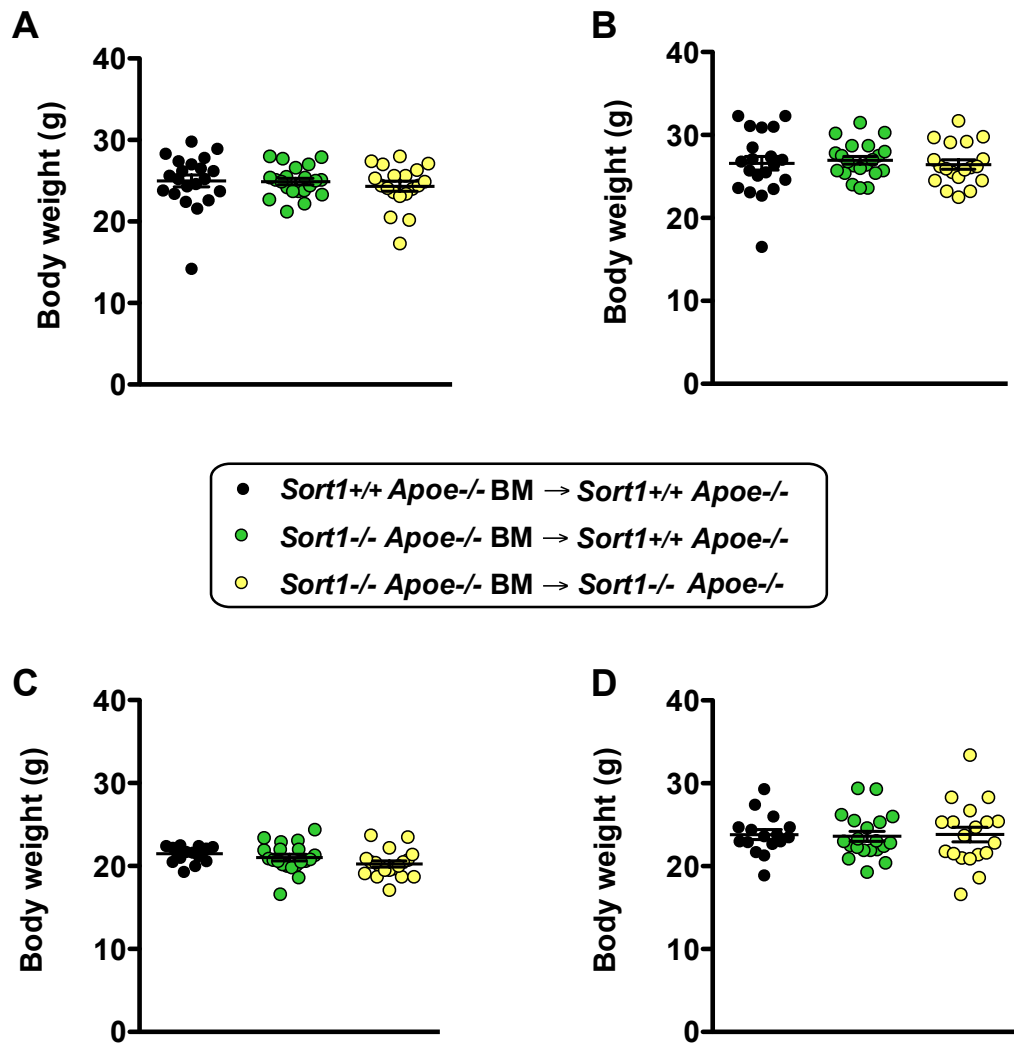 A
B
40
30
20
10
0
Body weight (g)
40
30
20
10
0
Body weight (g)
Sort1+/+ Apoe-/- BM → Sort1+/+ Apoe-/-
Sort1-/- Apoe-/- BM → Sort1+/+ Apoe-/-
Sort1-/- Apoe-/- BM → Sort1-/- Apoe-/-
C
D
40
30
20
10
0
Body weight (g)
40
30
20
10
0
Body weight (g)